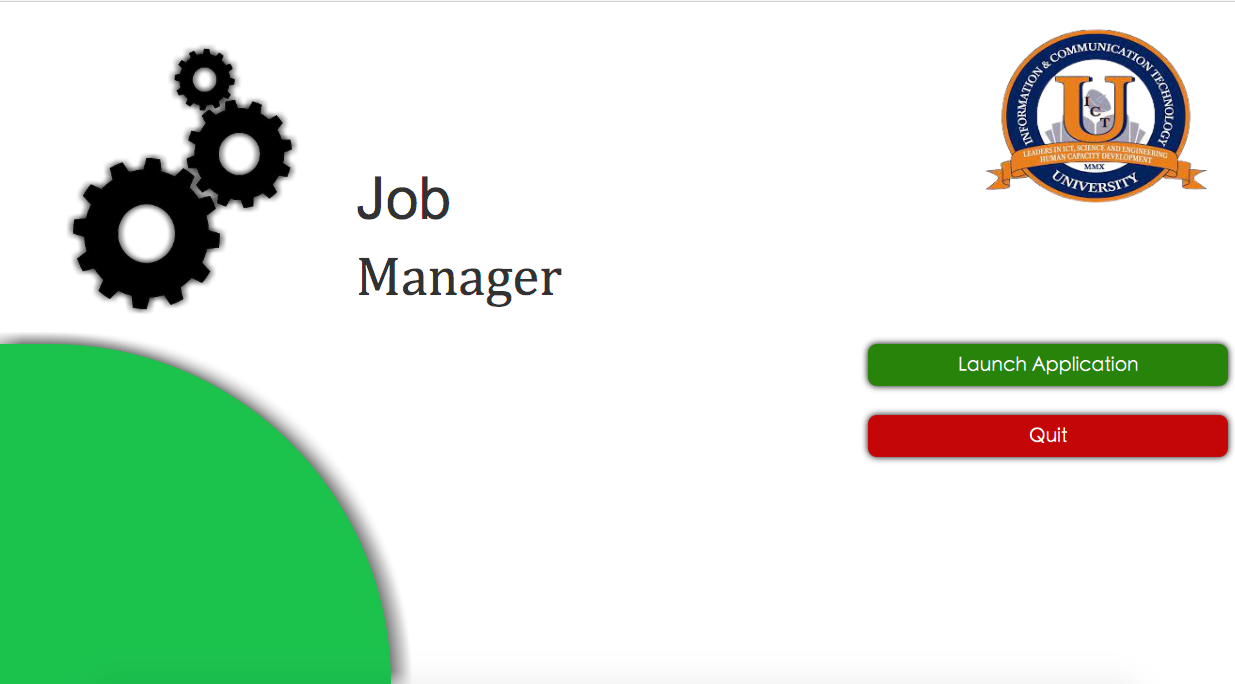 Job
Manager
INFORMATION & COMMUNICATION TECHNOLOGY
U
ICT
LEADERS IN ICT, SCIENCE AND ENGINEERING
HUMAN CAPACITY DEVELOPMENT
MMX
UNIVERSITY
Launch Application
Quit